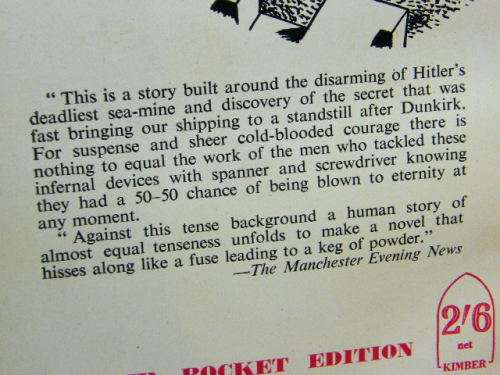 “ This is a story built around the disarming of Hitler's
deadliest sea-mine and discovery of the secret that was
fast bringing our shipping to a standstill after Dunkirk.
For suspense and sheer cold-blooded courage there is
nothing to equal the work of the men who tackled these
infernal devices with spanner and screwdriver knowing
they had a 50-50 chance of being blown to eternity at
any moment.
“ Against this tense background a human story of
almost equal tenseness unfolds to make a novel that
hisses along like a fuse leading to a keg of powder.”
—The Manchester Evening News
2/6
net
KIMBER
POCKET EDITION